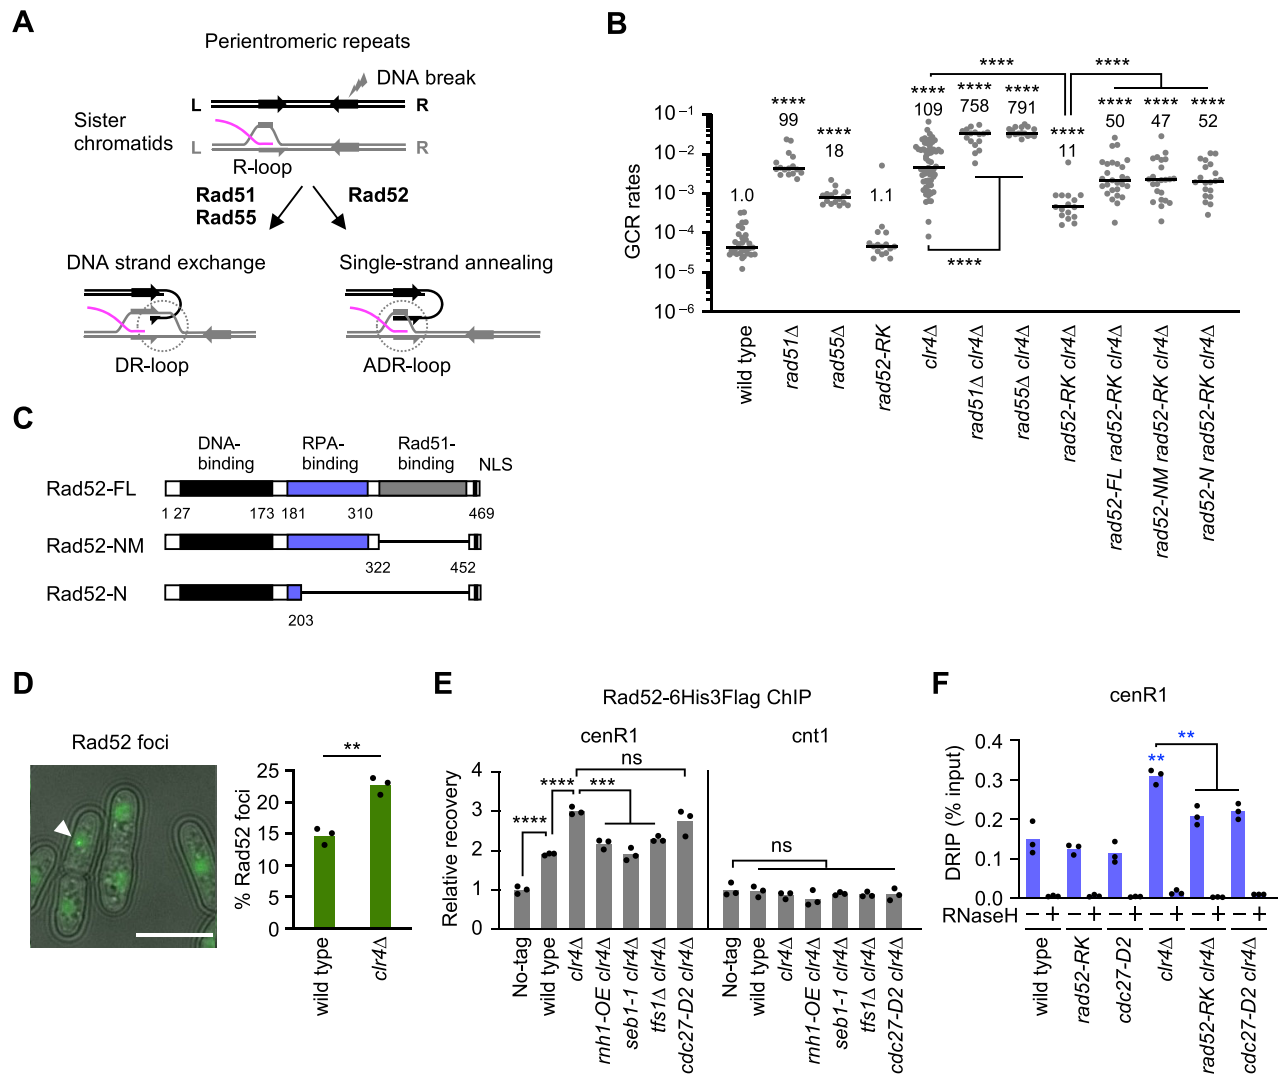 A
Perientromeric repeats
DNA break
L R
Sister
chromatids
L R
R-loop
Rad51
Rad55
Rad52
DNA strand exchange
Single-strand annealing
DR-loop
ADR-loop
B
**** ****
**** **** **** **** **** **** **** **** ****
99 18 109 758 791 11 50 47 52
1.0 1.1
****
GCR rates
10−1
10−2
10−3
10−4
10−5
10−6
wild type
rad51Δ
rad55Δ
rad52-RK
clr4Δ
rad51Δ clr4Δ
rad55Δ clr4Δ
rad52-RK clr4Δ
rad52-FL rad52-RK clr4Δ
rad52-NM rad52-RK clr4Δ
rad52-N rad52-RK clr4Δ
C
DNA-
binding
RPA-
binding
Rad51-
binding
NLS
Rad52-FL
1 27 173 181 310 469
Rad52-NM
322 452
Rad52-N
203
D
Rad52 foci
**
% Rad52 foci
25
20
15
10
5
0
wild type
clr4Δ
E
Rad52-6His3Flag ChIP
cenR1 cnt1
ns
**** *** 
****
ns
Relative recovery
4
3
2
1
0
No-tag
wild type
clr4Δ
rnh1-OE clr4Δ
seb1-1 clr4Δ
tfs1Δ clr4Δ
cdc27-D2 clr4Δ
No-tag
wild type
clr4Δ
rnh1-OE clr4Δ
seb1-1 clr4Δ
tfs1Δ clr4Δ
cdc27-D2 clr4Δ
F
cenR1
**
**
DRIP (% input)
0.4
0.3
0.2
0.1
0.0
RNaseH − + − + − + − + − + − +
wild type
rad52-RK
cdc27-D2
clr4Δ
rad52-RK clr4Δ
cdc27-D2 clr4Δ